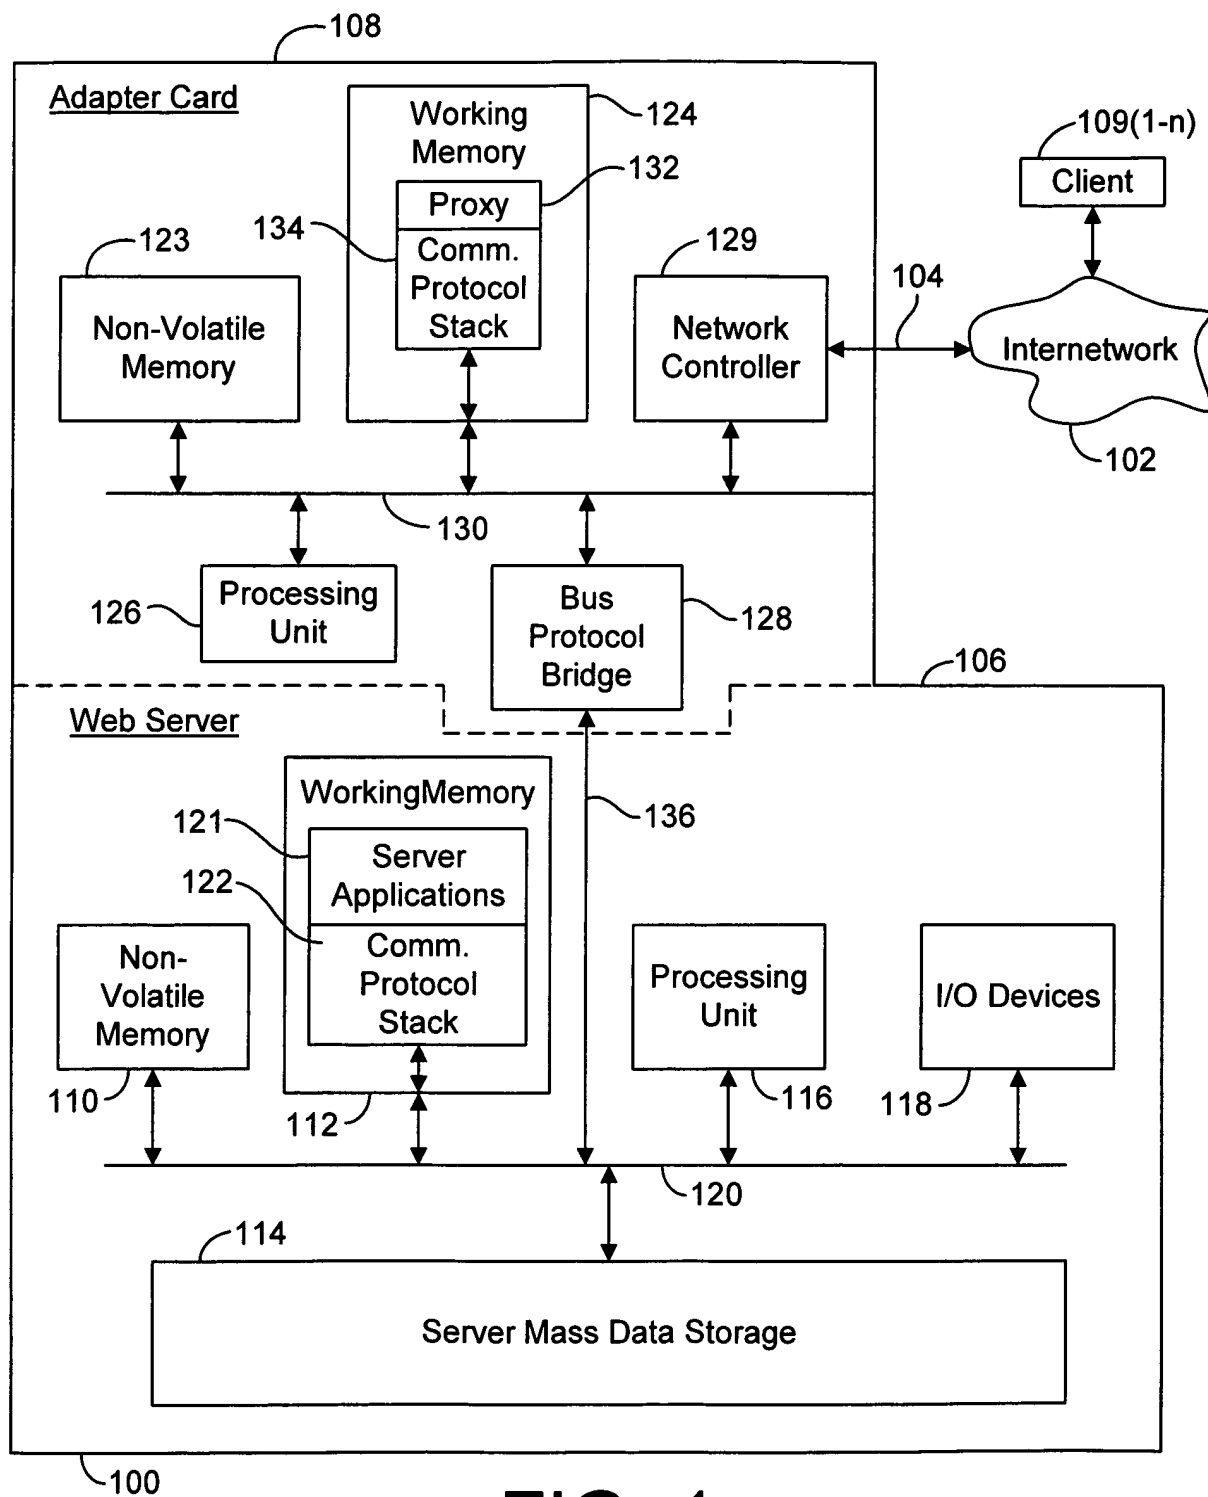 108
Adapter Card
Working
Memory
124
132
Proxy
134
Comm.
Protocol
Stack
123
Non-Volatile
Memory
129
Network
Controller
104
109(1-n)
Client
Internetwork
102
130
126
Processing
Unit
Bus
Protocol
Bridge
128
106
Web Server
WorkingMemory
136
121
Server
Applications
122
Comm.
Protocol
Stack
Non-
Volatile
Memory
110
112
Processing
Unit
116
I/O Devices
118
120
114
Server Mass Data Storage
100